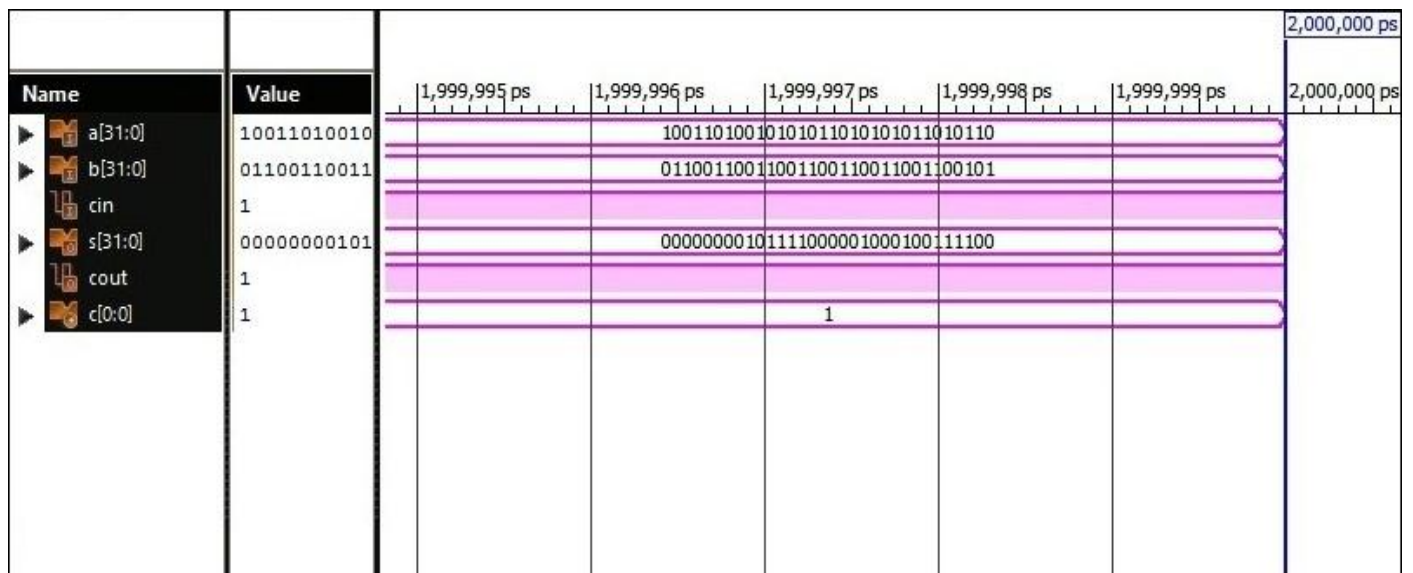 2,000,000 ps
Name Value 1,999,995 ps 1,999,996 ps 1,999,997 ps 1,999,998 ps 1,999,999 ps 2,000,000 ps
a[31:0] 10011010010 10011010010101011010101011010110
b[31:0] 01100110011 01100110011001100110011001100101
cin 1
s[31:0] 00000000101 00000000101111000001000100111100
cout 1
c[0:0] 1 1